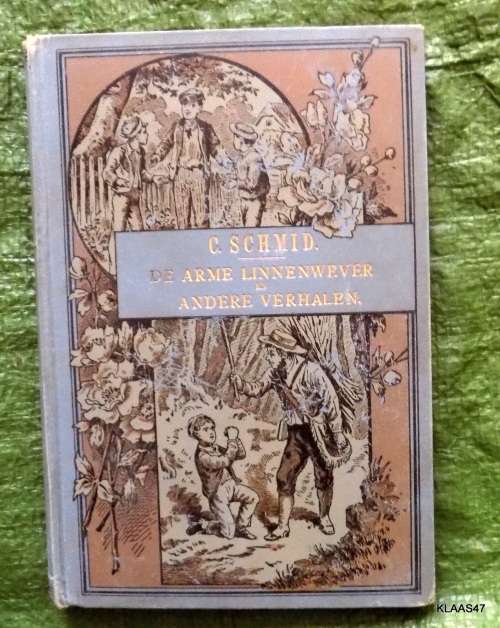 C. SCHMID.
DE ARME LINNENWEVER
EN
ANDERE VERHALEN.
KLAAS47